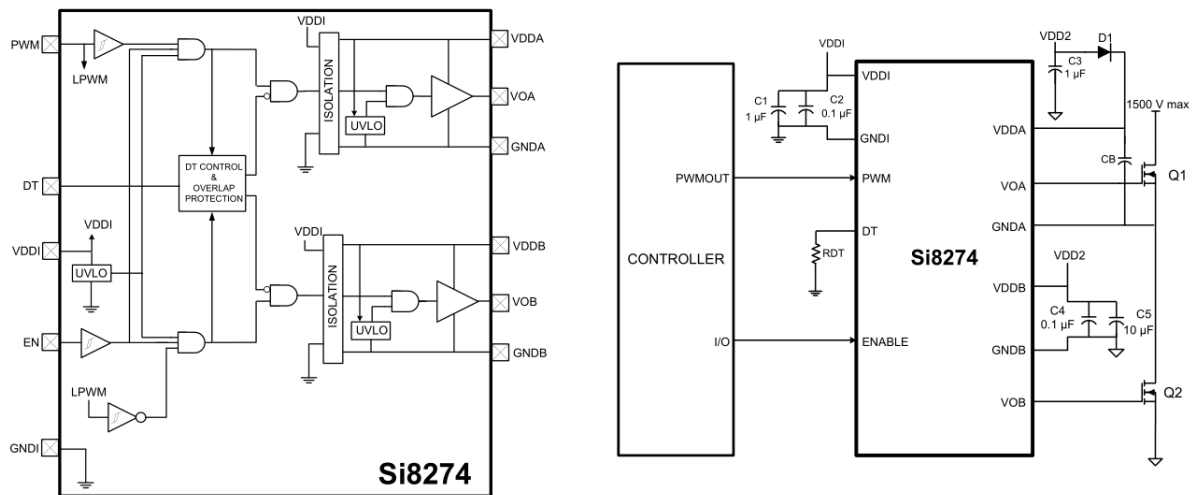 VDDI
VDDA
PWM
LPWM
ISOLATION
VOA
UVLO
GNDA
DT CONTROL
&
OVERLAP
PROTECTION
DT
VDDI
VDDI
VDDI
VDDB
UVLO
ISOLATION
VOB
EN
UVLO
GNDB
LPWM
GNDI
Si8274
CONTROLLER
PWMOUT
I/O
VDDI
C1
1 µF
C2
0.1 µF
VDDI
GNDI
PWM
DT
RDT
Si8274
ENABLE
VDDA
VOA
GNDA
VDDB
GNDB
VOB
VDD2
D1
C3
1 µF
1500 V max
CB
Q1
VDD2
C4
0.1 µF
C5
10 µF
Q2